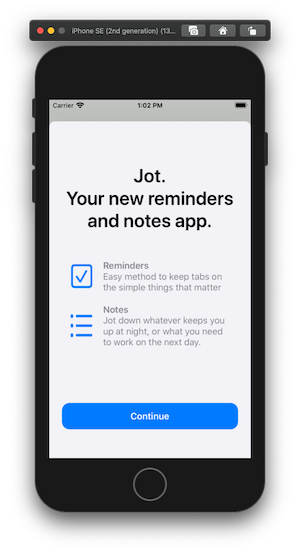 iPhone SE (2nd generation) (13...
Carrier
1:02 PM
Jot.
Your new reminders
and notes app.
Reminders
Easy method to keep tabs on
the simple things that matter
Notes
Jot down whatever keeps you
up at night, or what you need
to work on the next day.
Continue